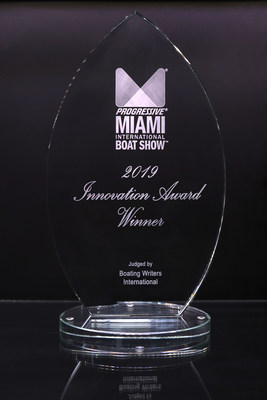 PROGRESSIVE®
MIAMI
INTERNATIONAL
BOAT SHOW™
2019
Innovation Award
Winner
Judged by
Boating Writers
International